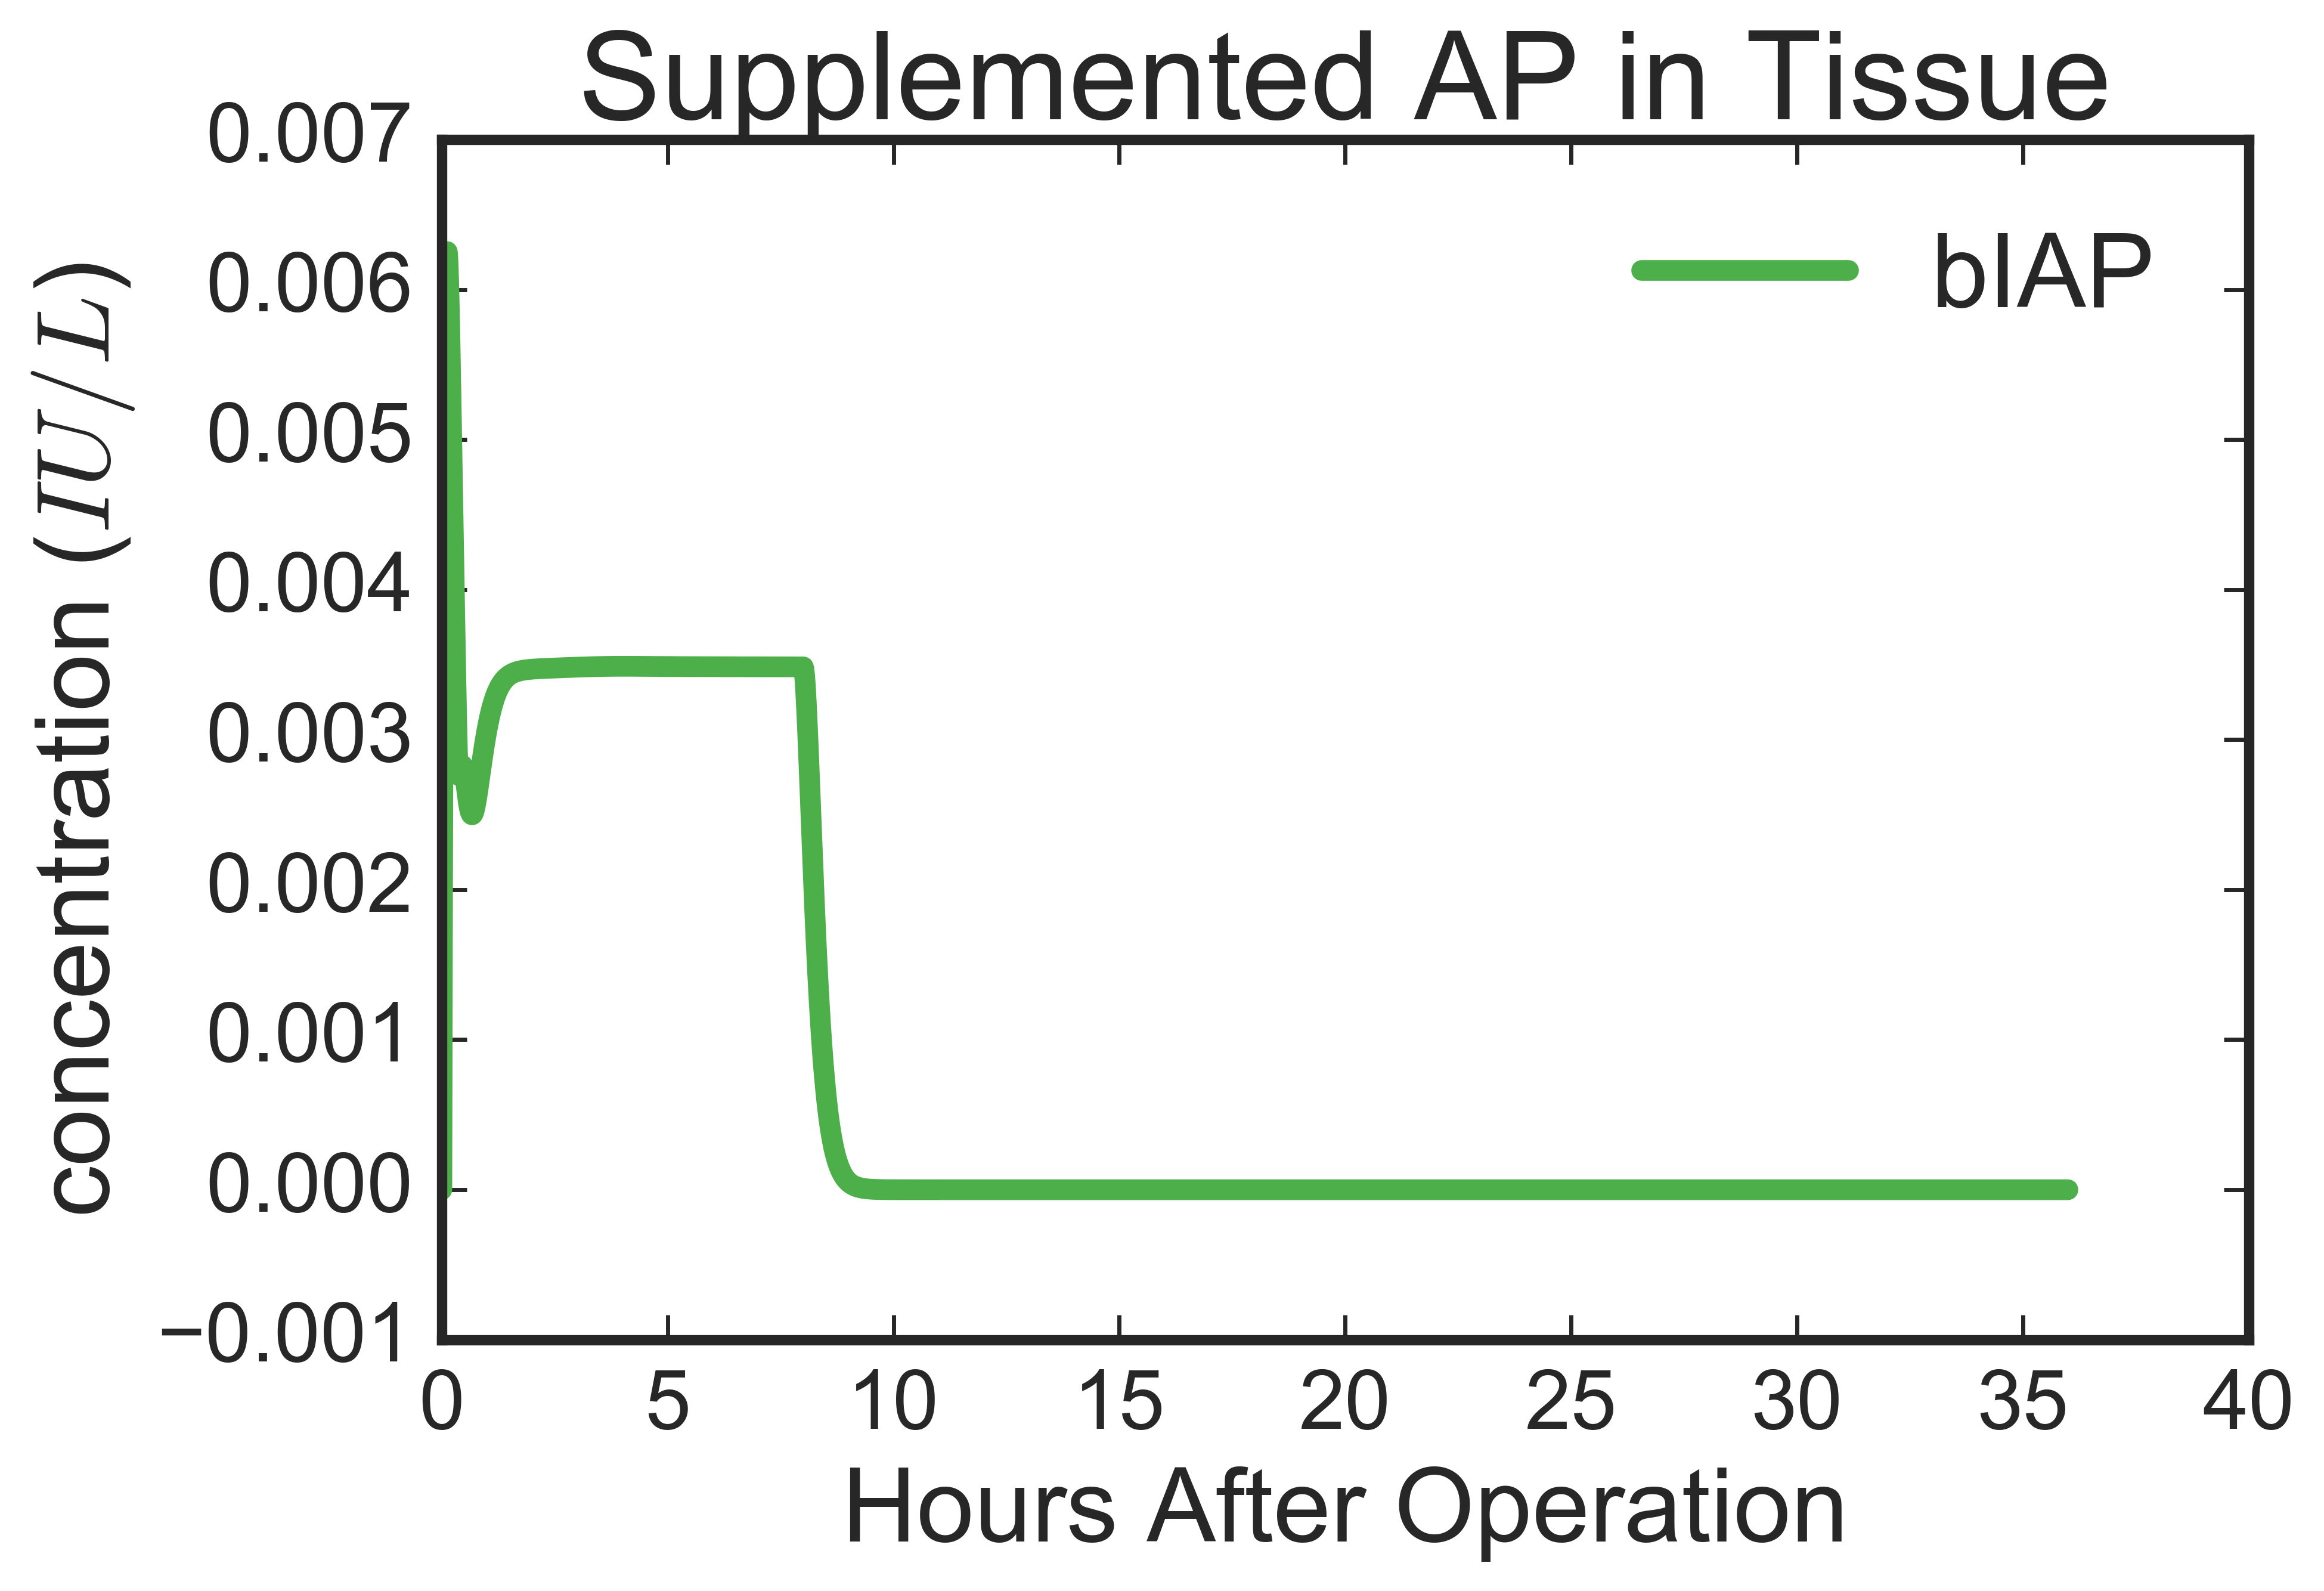 Supplemented AP in Tissue
0.007
0.006
0.005
0.004
0.003
0.002
0.001
0.000
−0.001
concentration (IU/L)
bIAP
0 5 10 15 20 25 30 35 40
Hours After Operation